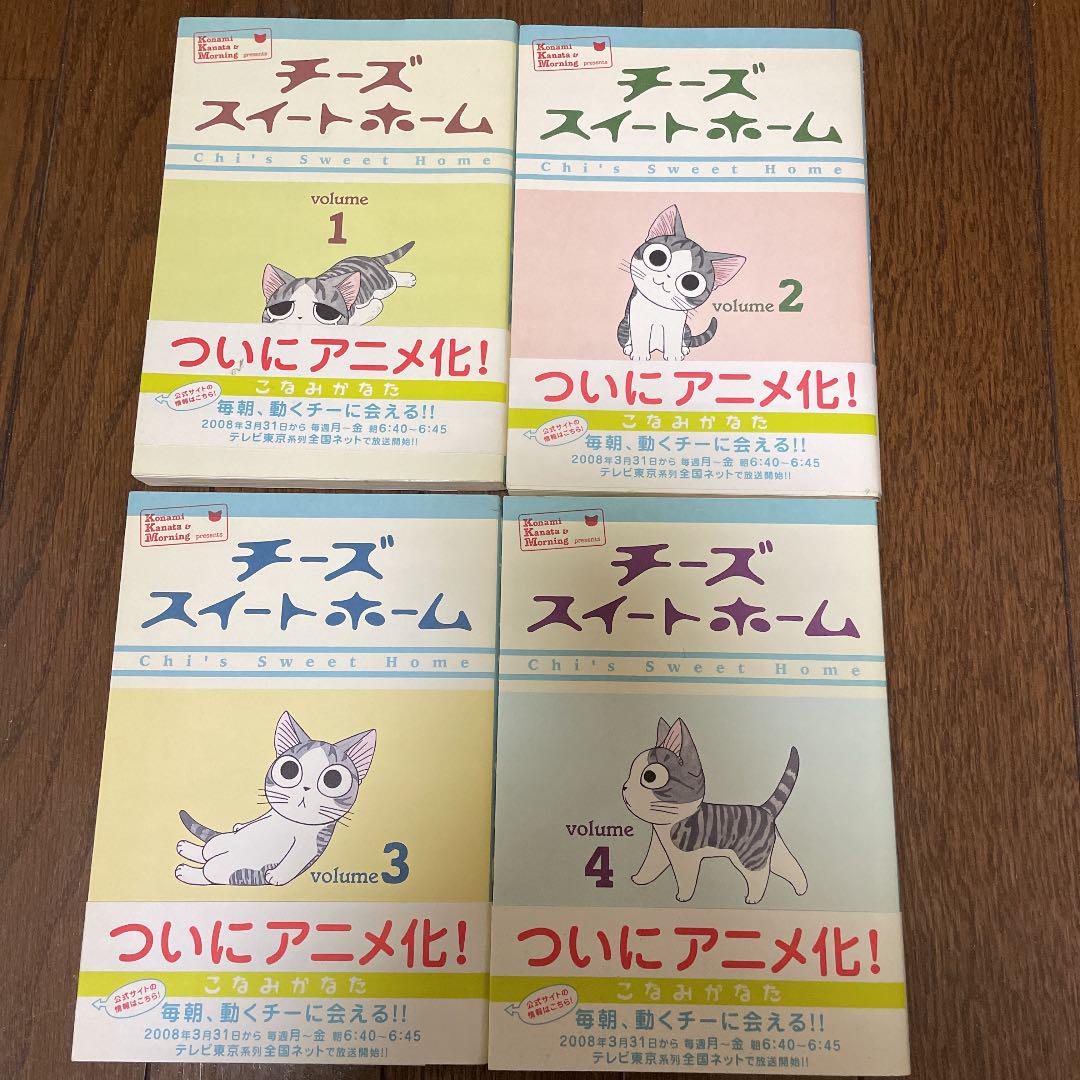 Konami
Kanata &
Morning presents
チーズ
スイートホーム
Chi's Sweet Home
volume
1
ついにアニメ化!
こなみかなた
公式サイトの
情報はこちら!
毎朝、動くチーに会える!!
2008年3月31日から 毎週月〜金 朝6:40〜6:45
テレビ東京系列全国ネットで放送開始!!
Konami
Kanata &
Morning presents
チーズ
スイートホーム
Chi's Sweet Home
volume 2
ついにアニメ化!
こなみかなた
公式サイトの
情報はこちら!
毎朝、動くチーに会える!!
2008年3月31日から 毎週月〜金 朝6:40〜6:45
テレビ東京系列全国ネットで放送開始!!
Konami
Kanata &
Morning presents
チーズ
スイートホーム
Chi's Sweet Home
volume 3
ついにアニメ化!
こなみかなた
公式サイトの
情報はこちら!
毎朝、動くチーに会える!!
2008年3月31日から 毎週月〜金 朝6:40〜6:45
テレビ東京系列全国ネットで放送開始!!
Konami
Kanata &
Morning presents
チーズ
スイートホーム
Chi's Sweet Home
volume
4
ついにアニメ化!
こなみかなた
公式サイトの
情報はこちら!
毎朝、動くチーに会える!!
2008年3月31日から 毎週月〜金 朝6:40〜6:45
テレビ東京系列全国ネットで放送開始!!